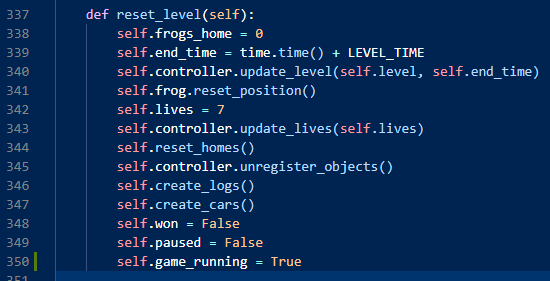 337 def reset_level(self):
338 self.frogs_home = 0
339 self.end_time = time.time() + LEVEL_TIME
340 self.controller.update_level(self.level, self.end_time)
341 self.frog.reset_position()
342 self.lives = 7
343 self.controller.update_lives(self.lives)
344 self.reset_homes()
345 self.controller.unregister_objects()
346 self.create_logs()
347 self.create_cars()
348 self.won = False
349 self.paused = False
350 self.game_running = True
351